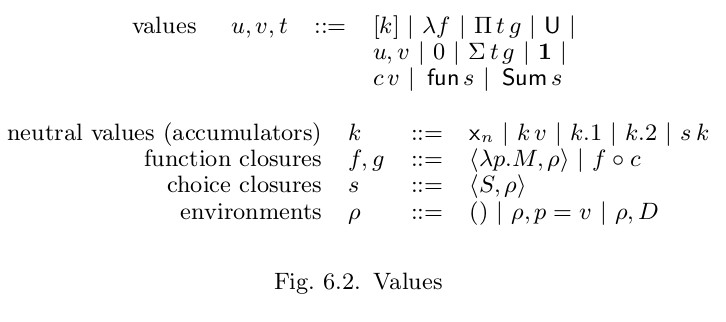 values u, v, t ::= [k] | λf | Π t g | U |
u, v | 0 | Σ t g | 1 |
c v | fun s | Sum s
neutral values (accumulators) k ::= xₙ | k v | k.1 | k.2 | s k
function closures f, g ::= ⟨λp.M, ρ⟩ | f ∘ c
choice closures s ::= ⟨S, ρ⟩
environments ρ ::= () | ρ, p = v | ρ, D
Fig. 6.2. Values